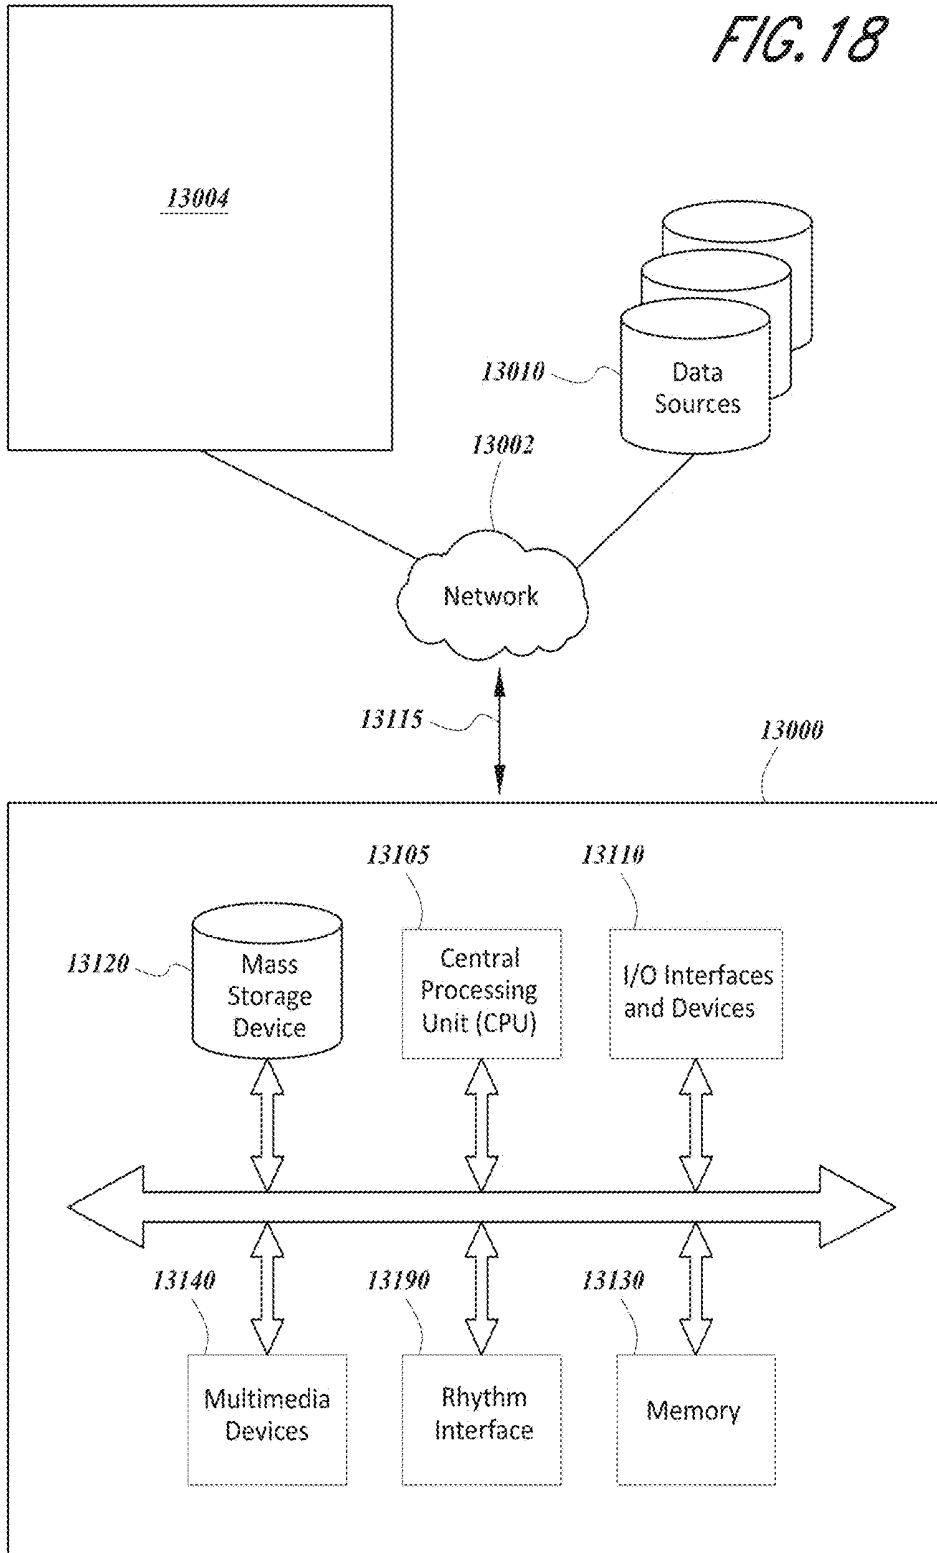 FIG. 18
13004
13010
Data
Sources
13002
Network
13115
13000
13105
13110
13120
Mass
Storage
Device
Central
Processing
Unit (CPU)
I/O Interfaces
and Devices
13140
13190
13130
Multimedia
Devices
Rhythm
Interface
Memory